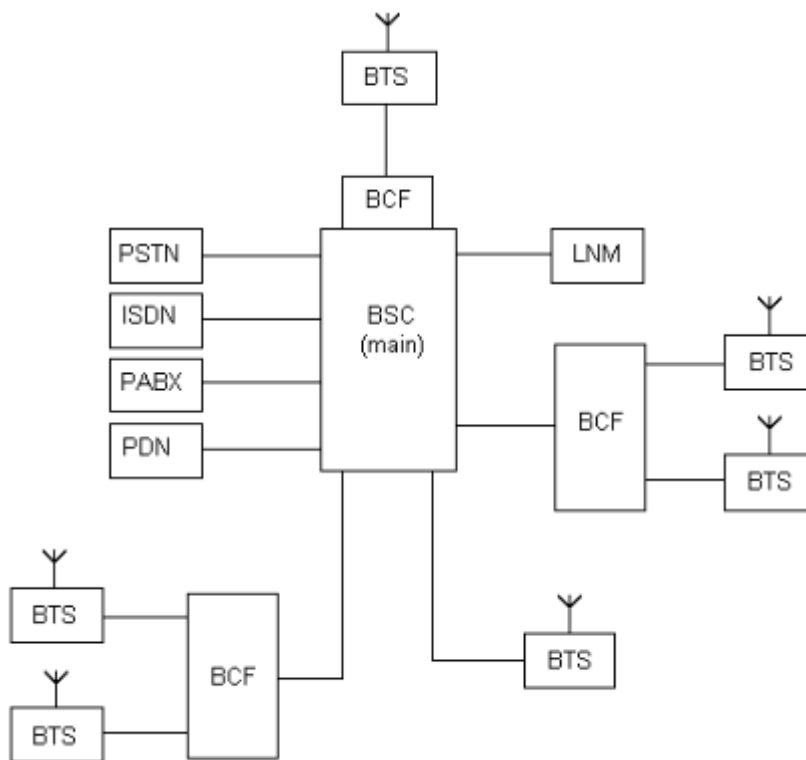 BTS
BCF
PSTN
LNM
ISDN
BSC
(main)
BTS
PABX
BCF
PDN
BTS
BTS
BTS
BCF
BTS